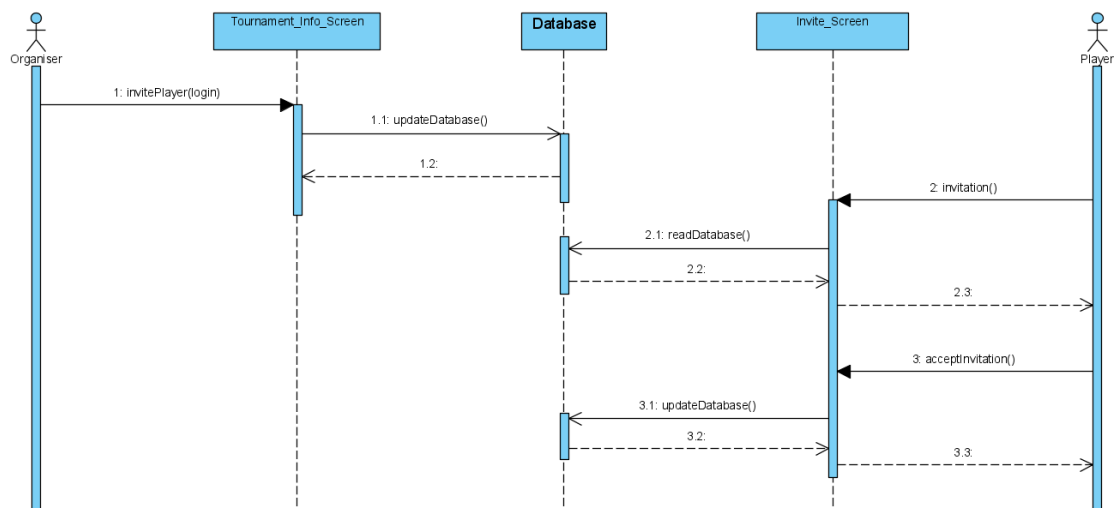 Tournament_Info_Screen
Database
Invite_Screen
Organiser
Player
1: invitePlayer(login)
1.1: updateDatabase()
1.2:
2: invitation()
2.1: readDatabase()
2.2:
2.3:
3: acceptInvitation()
3.1: updateDatabase()
3.2:
3.3: